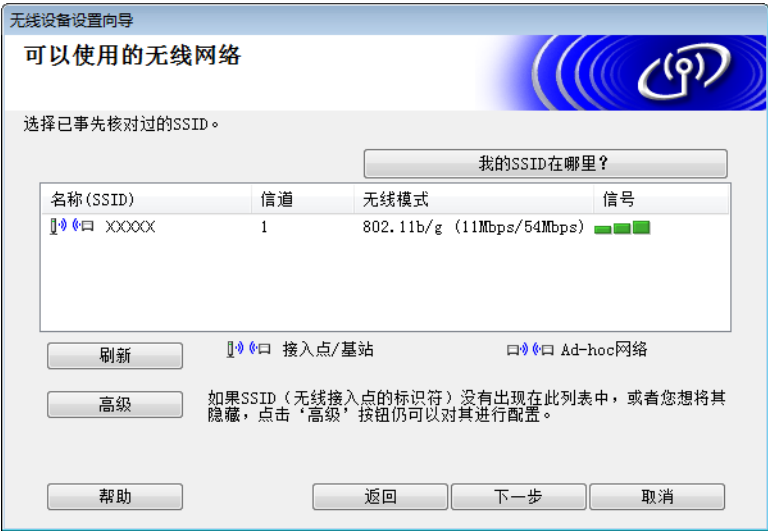 无线设备设置向导
可以使用的无线网络
选择已事先核对过的SSID。
我的SSID在哪里？
名称(SSID) 信道 无线模式 信号
XXXXX 1 802.11b/g (11Mbps/54Mbps)
刷新 接入点/基站 Ad-hoc网络
高级 如果SSID（无线接入点的标识符）没有出现在此列表中，或者您想将其
隐藏，点击‘高级’按钮仍可以对其进行配置。
帮助 返回 下一步 取消